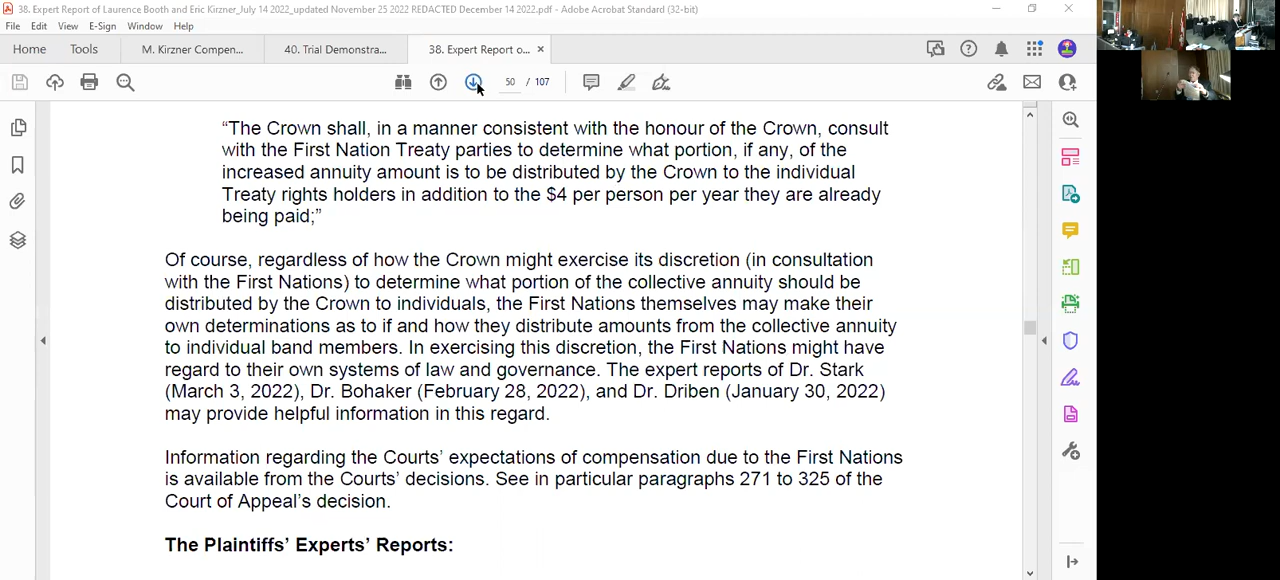 38, Expert Report of Laurence Booth and Eric Kirzner_July 14 2022_updated November 25 2022 REDACTED December 14 2022.pdf - Adobe Acrobat Standard (32-bit)
File Edit View E-Sign Window Help
Home Tools M. Kirzner Compen... 40. Trial Demonstra... 38. Expert Report o... ×
50 / 107
“The Crown shall, in a manner consistent with the honour of the Crown, consult
with the First Nation Treaty parties to determine what portion, if any, of the
increased annuity amount is to be distributed by the Crown to the individual
Treaty rights holders in addition to the $4 per person per year they are already
being paid;”
Of course, regardless of how the Crown might exercise its discretion (in consultation
with the First Nations) to determine what portion of the collective annuity should be
distributed by the Crown to individuals, the First Nations themselves may make their
own determinations as to if and how they distribute amounts from the collective annuity
to individual band members. In exercising this discretion, the First Nations might have
regard to their own systems of law and governance. The expert reports of Dr. Stark
(March 3, 2022), Dr. Bohaker (February 28, 2022), and Dr. Driben (January 30, 2022)
may provide helpful information in this regard.
Information regarding the Courts’ expectations of compensation due to the First Nations
is available from the Courts’ decisions. See in particular paragraphs 271 to 325 of the
Court of Appeal’s decision.
The Plaintiffs’ Experts’ Reports: